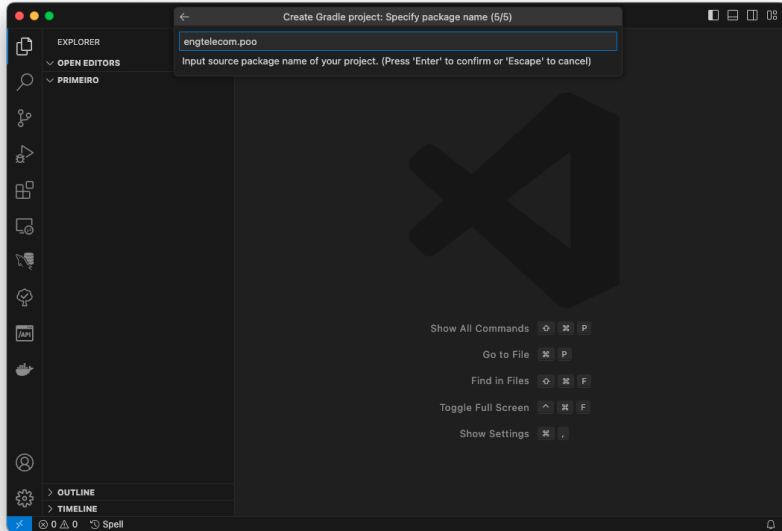 Create Gradle project: Specify package name (5/5)
engtelecom.poo
Input source package name of your project. (Press 'Enter' to confirm or 'Escape' to cancel)
EXPLORER
OPEN EDITORS
PRIMEIRO
Show All Commands ⇧ ⌘ P
Go to File ⌘ P
Find in Files ⇧ ⌘ F
Toggle Full Screen ^ ⌘ F
Show Settings ⌘ ,
/API
OUTLINE
TIMELINE
0 0 Spell